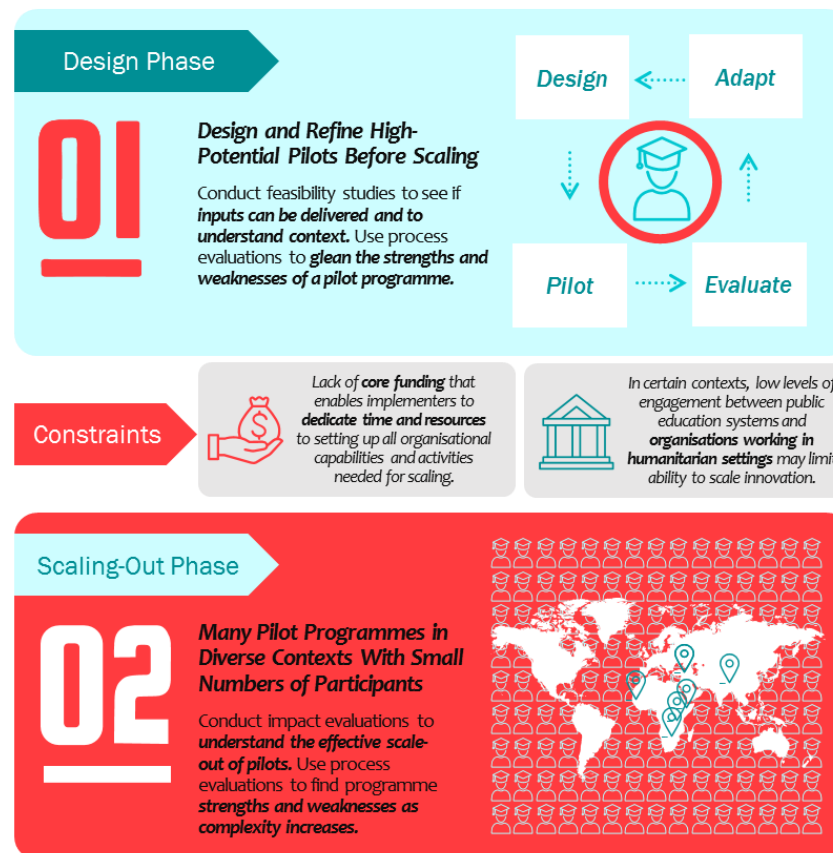 Design Phase
01
Design and Refine High-
Potential Pilots Before Scaling
Conduct feasibility studies to see if
inputs can be delivered and to
understand context. Use process
evaluations to glean the strengths and
weaknesses of a pilot programme.
Design
Adapt
Pilot
Evaluate
Constraints
Lack of core funding that
enables implementers to
dedicate time and resources
to setting up all organisational
capabilities and activities
needed for scaling.
In certain contexts, low levels of
engagement between public
education systems and
organisations working in
humanitarian settings may limit
ability to scale innovation.
Scaling-Out Phase
02
Many Pilot Programmes in
Diverse Contexts With Small
Numbers of Participants
Conduct impact evaluations to
understand the effective scale-
out of pilots. Use process
evaluations to find programme
strengths and weaknesses as
complexity increases.